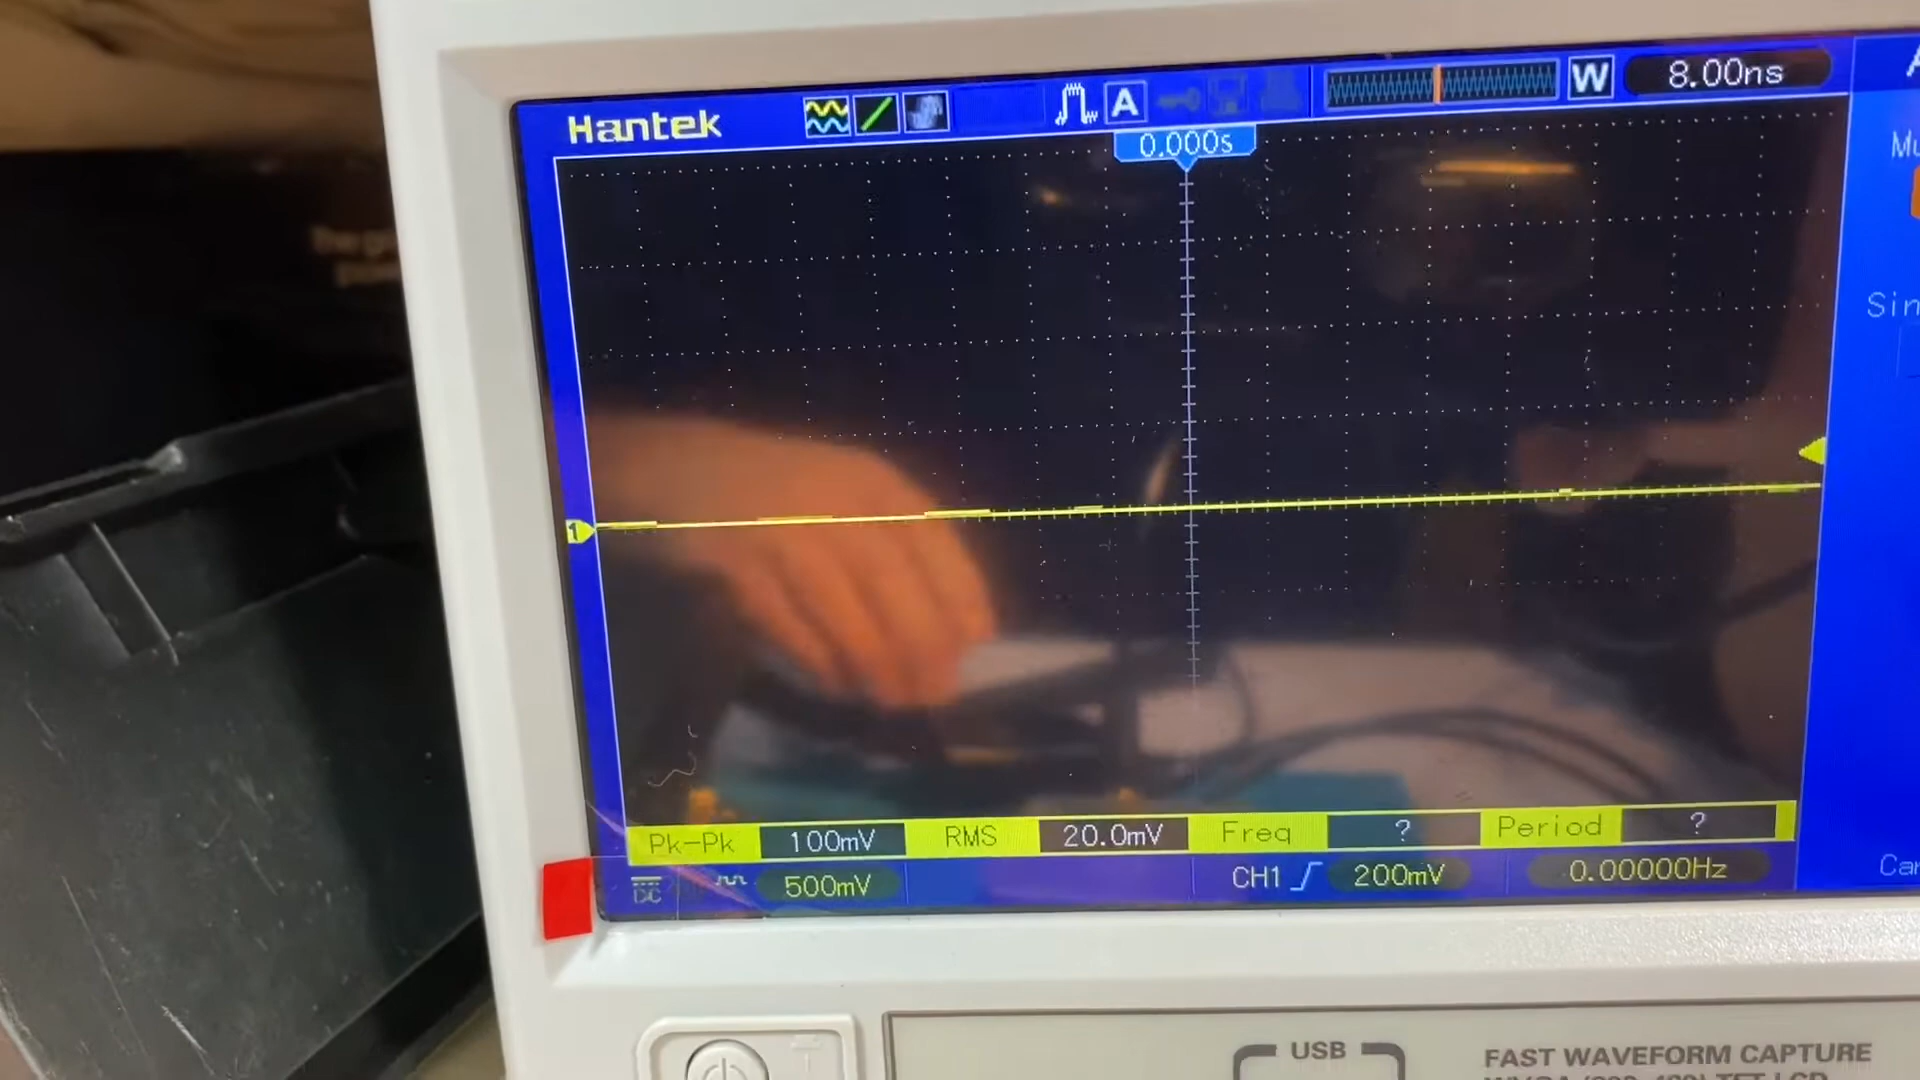 Hantek A W 8.00ns
0.000s
Mu
Sin
1
Pk-Pk 100mV RMS 20.0mV Freq ? Period ?
DC 500mV CH1 200mV 0.00000Hz
USB
FAST WAVEFORM CAPTURE